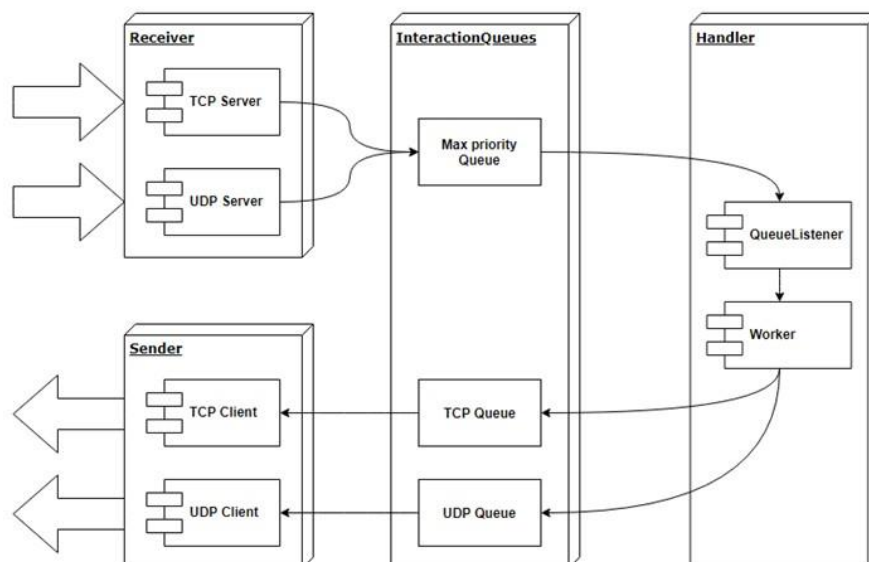 Receiver
TCP Server
UDP Server
InteractionQueues
Max priority
Queue
Handler
QueueListener
Worker
Sender
TCP Client
UDP Client
TCP Queue
UDP Queue